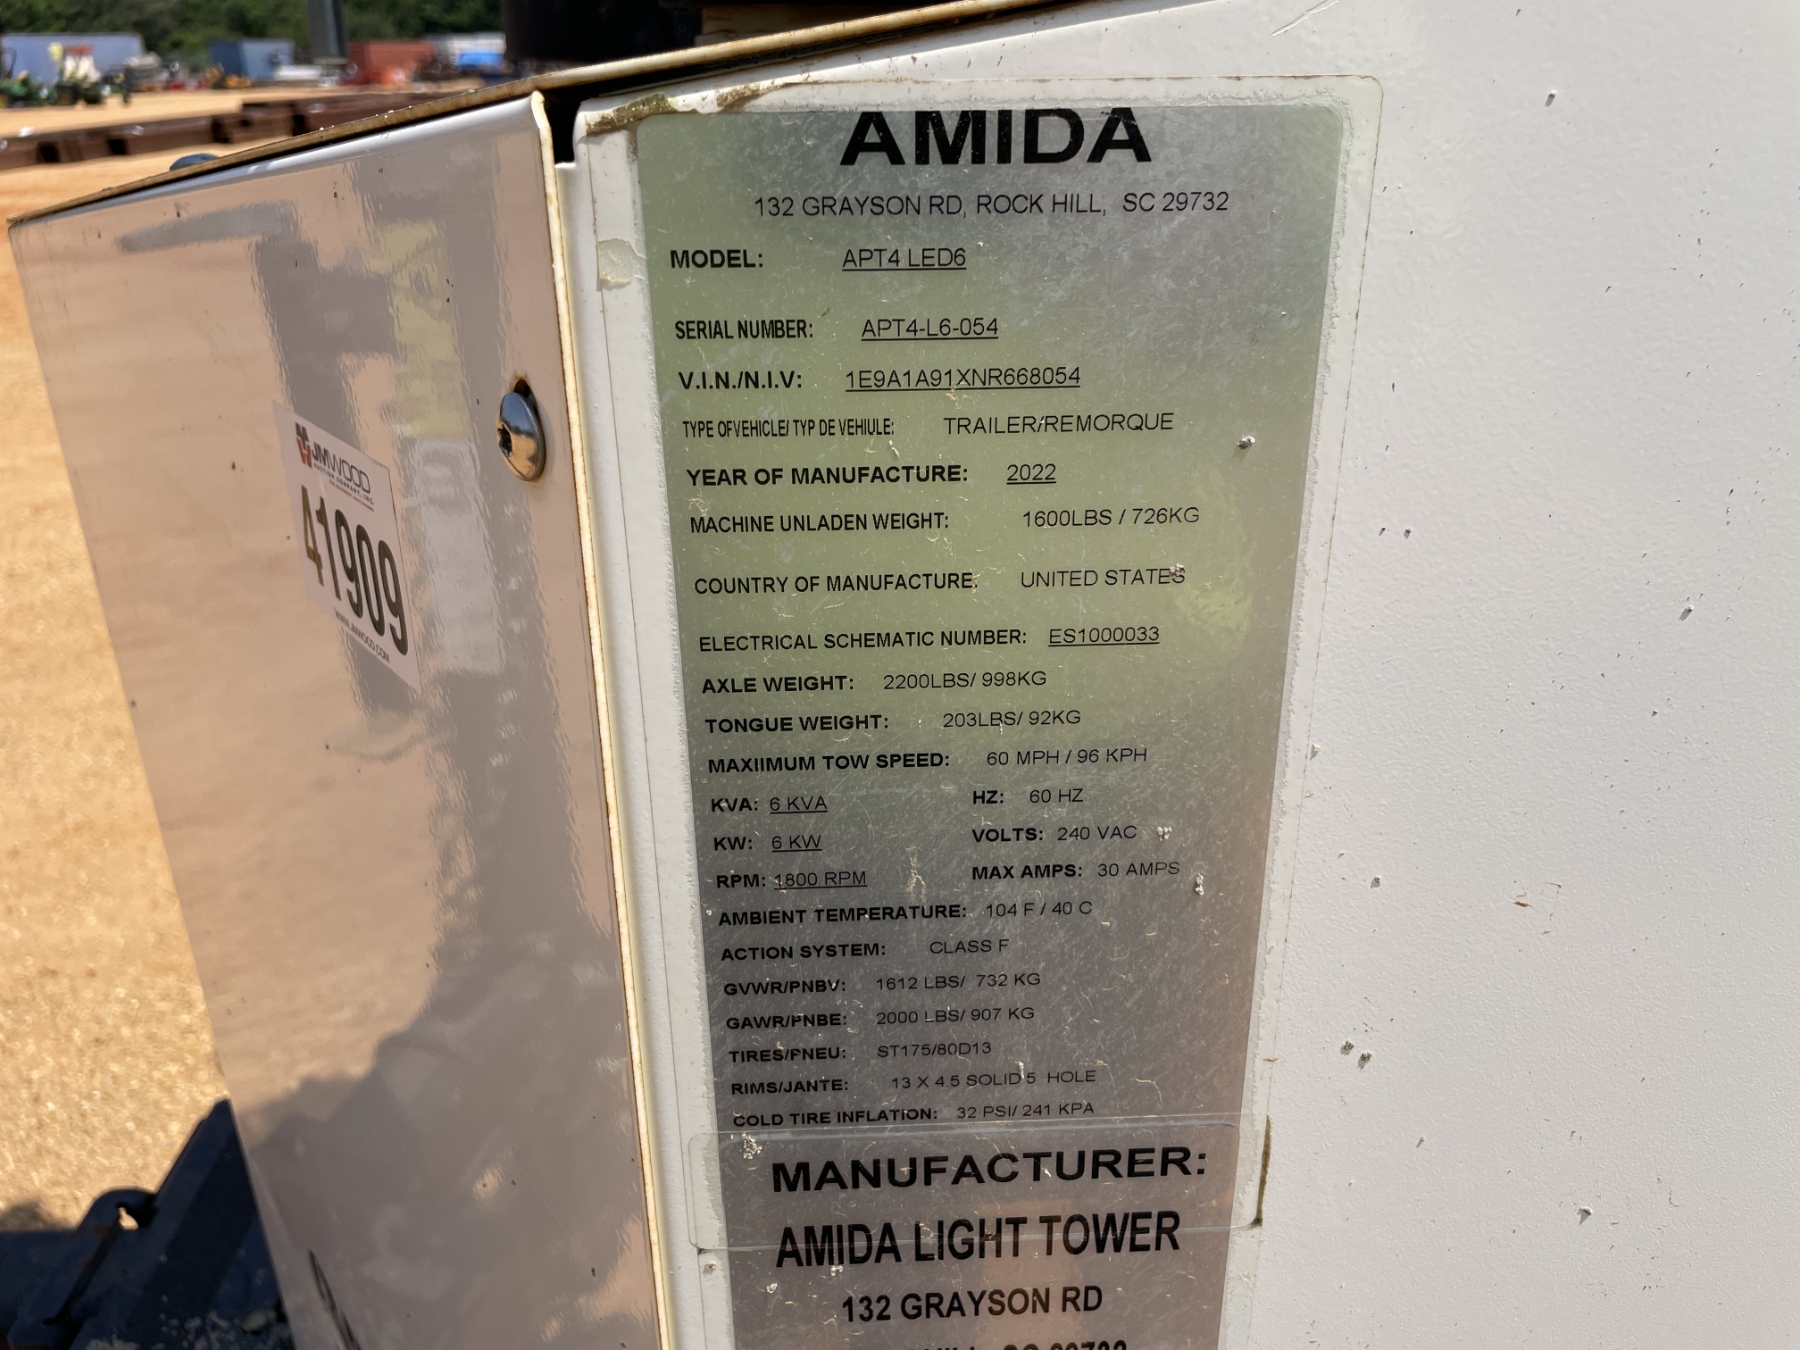 AMIDA
132 GRAYSON RD, ROCK HILL, SC 29732
MODEL: APT4 LED6
SERIAL NUMBER: APT4-L6-054
V.I.N./N.I.V: 1E9A1A91XNR668054
TYPE OFVEHICLE/ TYP DE VEHIULE: TRAILER/REMORQUE
YEAR OF MANUFACTURE: 2022
MACHINE UNLADEN WEIGHT: 1600LBS / 726KG
COUNTRY OF MANUFACTURE: UNITED STATES
ELECTRICAL SCHEMATIC NUMBER: ES1000033
AXLE WEIGHT: 2200LBS/ 998KG
TONGUE WEIGHT: 203LBS/ 92KG
MAXIIMUM TOW SPEED: 60 MPH / 96 KPH
KVA: 6 KVA HZ: 60 HZ
KW: 6 KW VOLTS: 240 VAC
RPM: 1800 RPM MAX AMPS: 30 AMPS
AMBIENT TEMPERATURE: 104 F / 40 C
ACTION SYSTEM: CLASS F
GVWR/PNBV: 1612 LBS/ 732 KG
GAWR/PNBE: 2000 LBS/ 907 KG
TIRES/PNEU: ST175/80D13
RIMS/JANTE: 13 X 4.5 SOLID 5 HOLE
COLD TIRE INFLATION: 32 PSI/ 241 KPA
MANUFACTURER:
AMIDA LIGHT TOWER
132 GRAYSON RD
JMWOOD
AUCTION COMPANY, INC.
41909
WWW.JMWOOD.COM